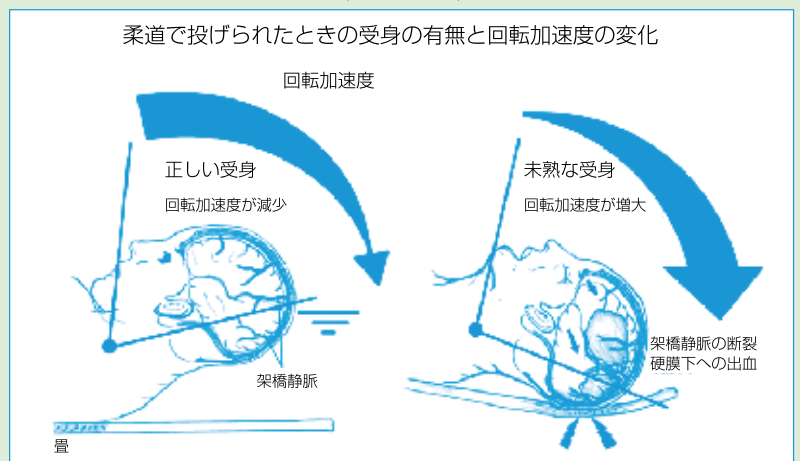 柔道で投げられたときの受身の有無と回転加速度の変化
回転加速度
正しい受身
回転加速度が減少
未熟な受身
回転加速度が増大
架橋静脈
架橋静脈の断裂
硬膜下への出血
畳